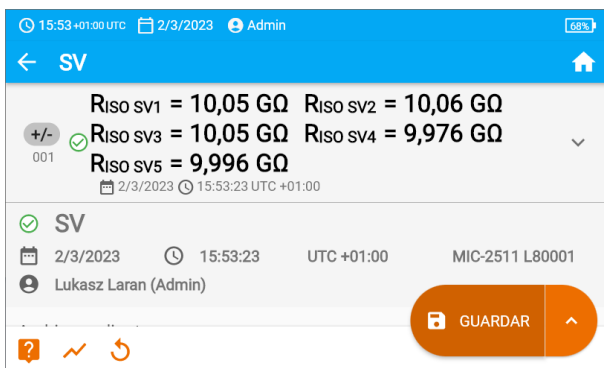 15:53 +01:00 UTC 2/3/2023 Admin 68%
SV
RISO SV1 = 10,05 GΩ RISO SV2 = 10,06 GΩ
+/- RISO SV3 = 10,05 GΩ RISO SV4 = 9,976 GΩ
001 RISO SV5 = 9,996 GΩ
2/3/2023 15:53:23 UTC +01:00
SV
2/3/2023 15:53:23 UTC +01:00 MIC-2511 L80001
Lukasz Laran (Admin)
GUARDAR